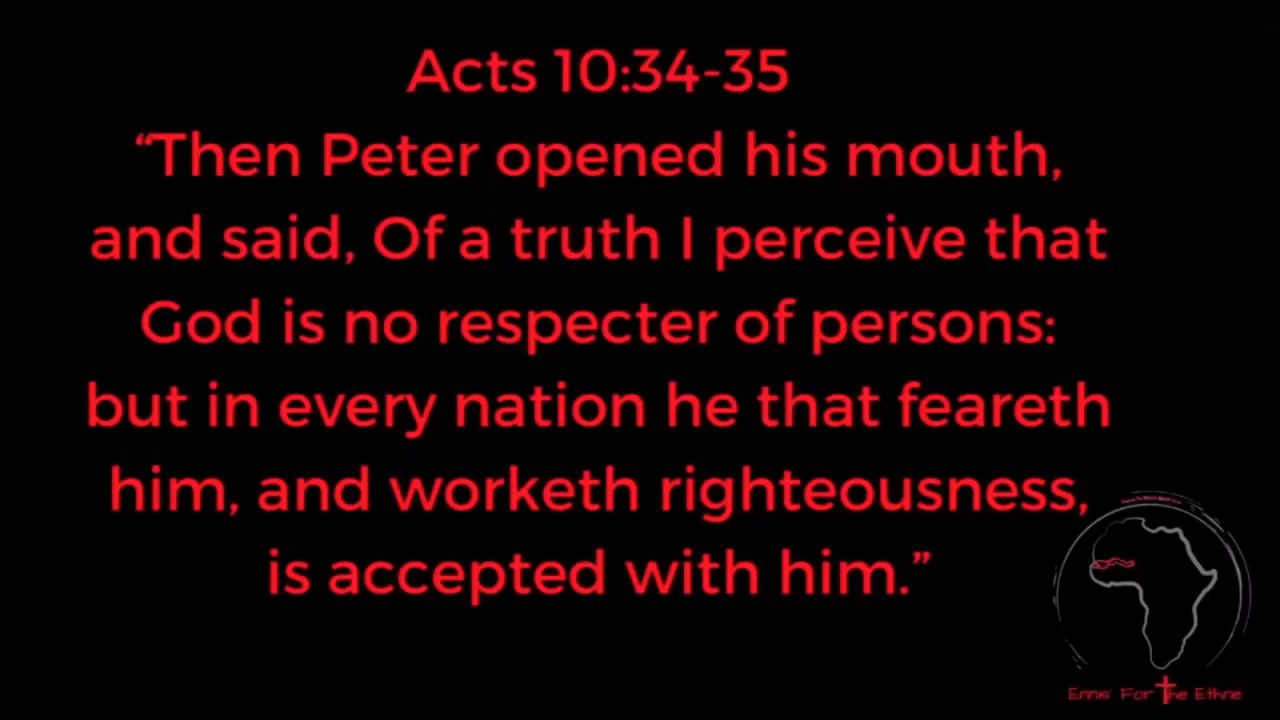 Acts 10:34-35
“Then Peter opened his mouth,
and said, Of a truth I perceive that
God is no respecter of persons:
but in every nation he that feareth
him, and worketh righteousness,
is accepted with him.”
Ennis' For The Ethne